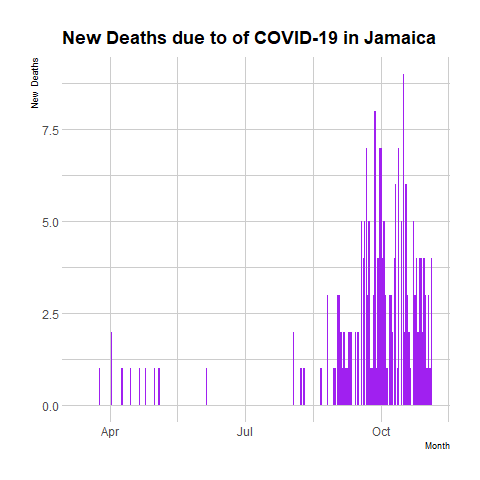 New Deaths due to of COVID-19 in Jamaica
New Deaths
7.5
5.0
2.5
0.0
Apr
Jul
Oct
Month